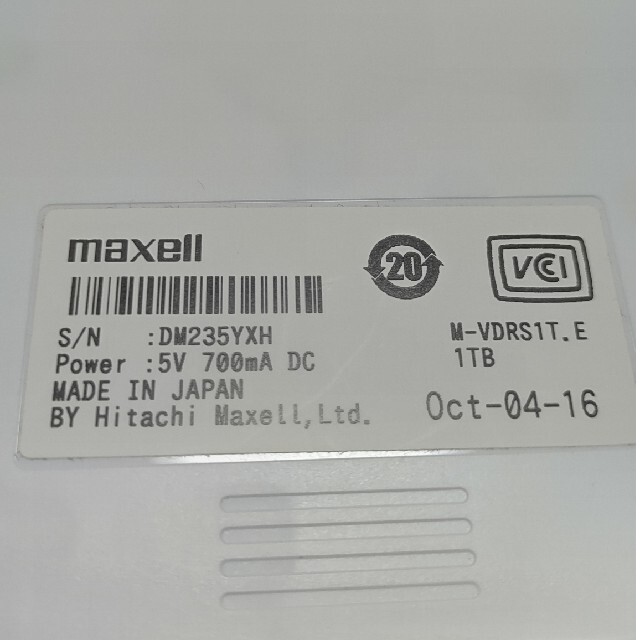 maxell
20
VCI
S/N :DM235YXH
M-VDRS1T.E
Power :5V 700mA DC
1TB
MADE IN JAPAN
BY Hitachi Maxell,Ltd.
Oct-04-16